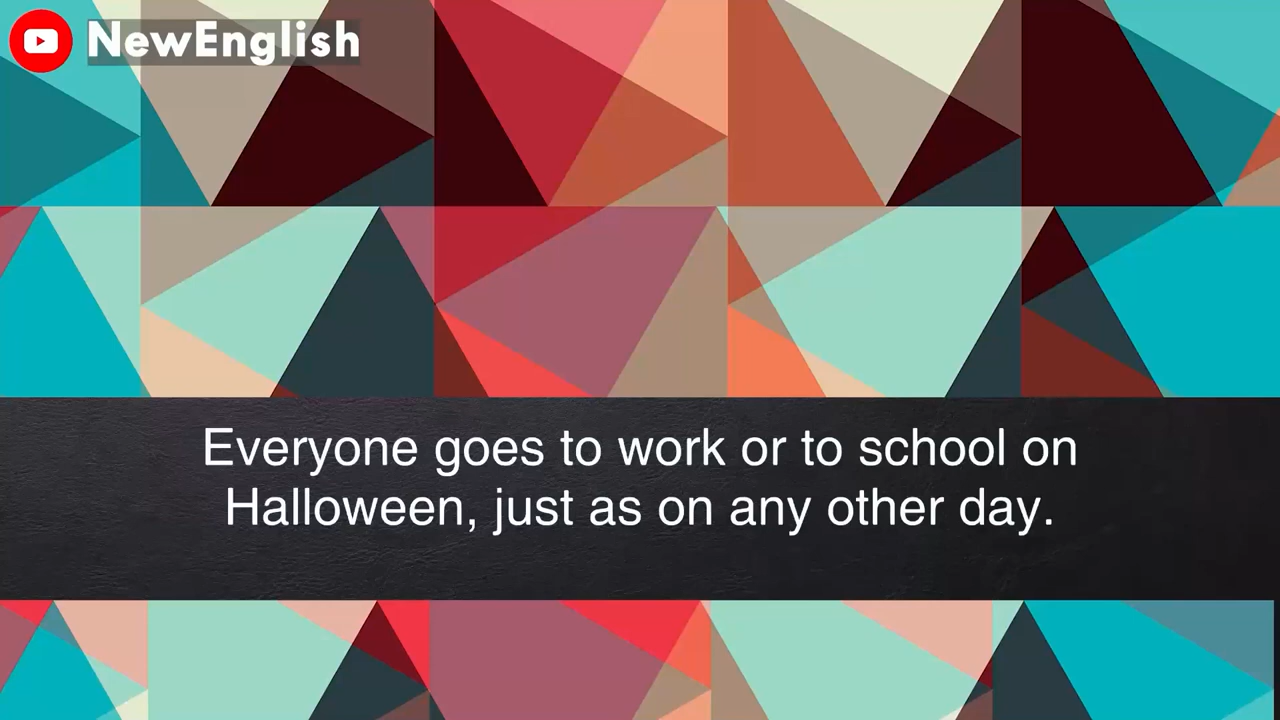 NewEnglish
Everyone goes to work or to school on
Halloween, just as on any other day.